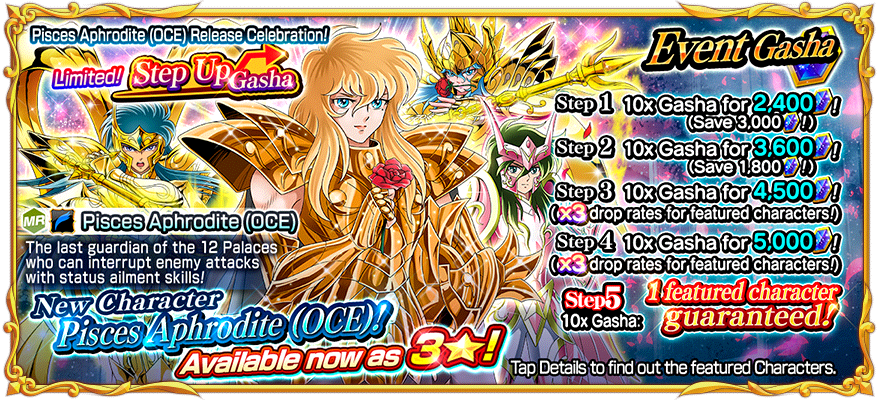 Pisces Aphrodite (OCE) Release Celebration!
Limited! Step Up Gasha
MR Pisces Aphrodite (OCE)
The last guardian of the 12 Palaces
who can interrupt enemy attacks
with status ailment skills!
New Character
Pisces Aphrodite (OCE)!
Available now as 3★!
Event Gasha
Step 1 10x Gasha for 2,400!
(Save 3,000!)
Step 2 10x Gasha for 3,600!
(Save 1,800!)
Step 3 10x Gasha for 4,500!
(x3 drop rates for featured characters!)
Step 4 10x Gasha for 5,000!
(x3 drop rates for featured characters!)
Step5
10x Gasha:
1 featured character
guaranteed!
Tap Details to find out the featured Characters.